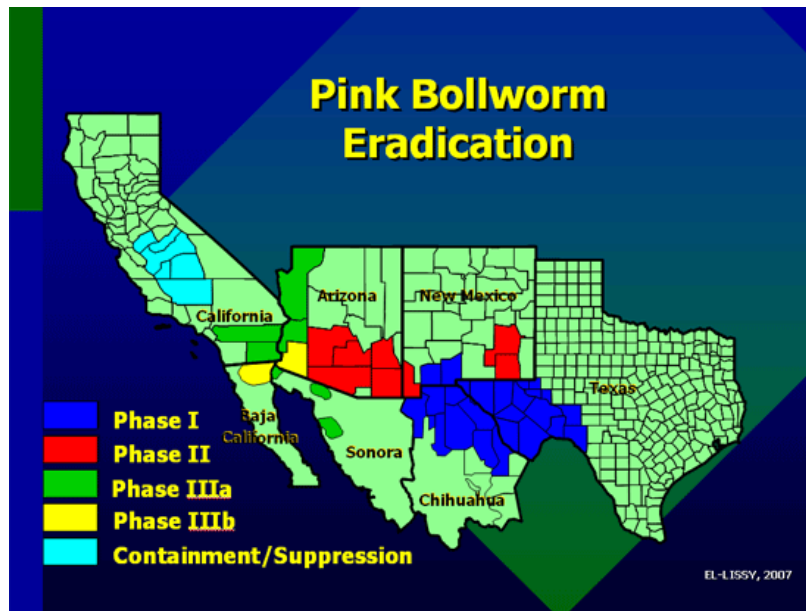 Pink Bollworm
Eradication
California
Arizona
New Mexico
Texas
Baja
California
Sonora
Chihuahua
Phase I
Phase II
Phase IIIa
Phase IIIb
Containment/Suppression
EL-LISSY, 2007